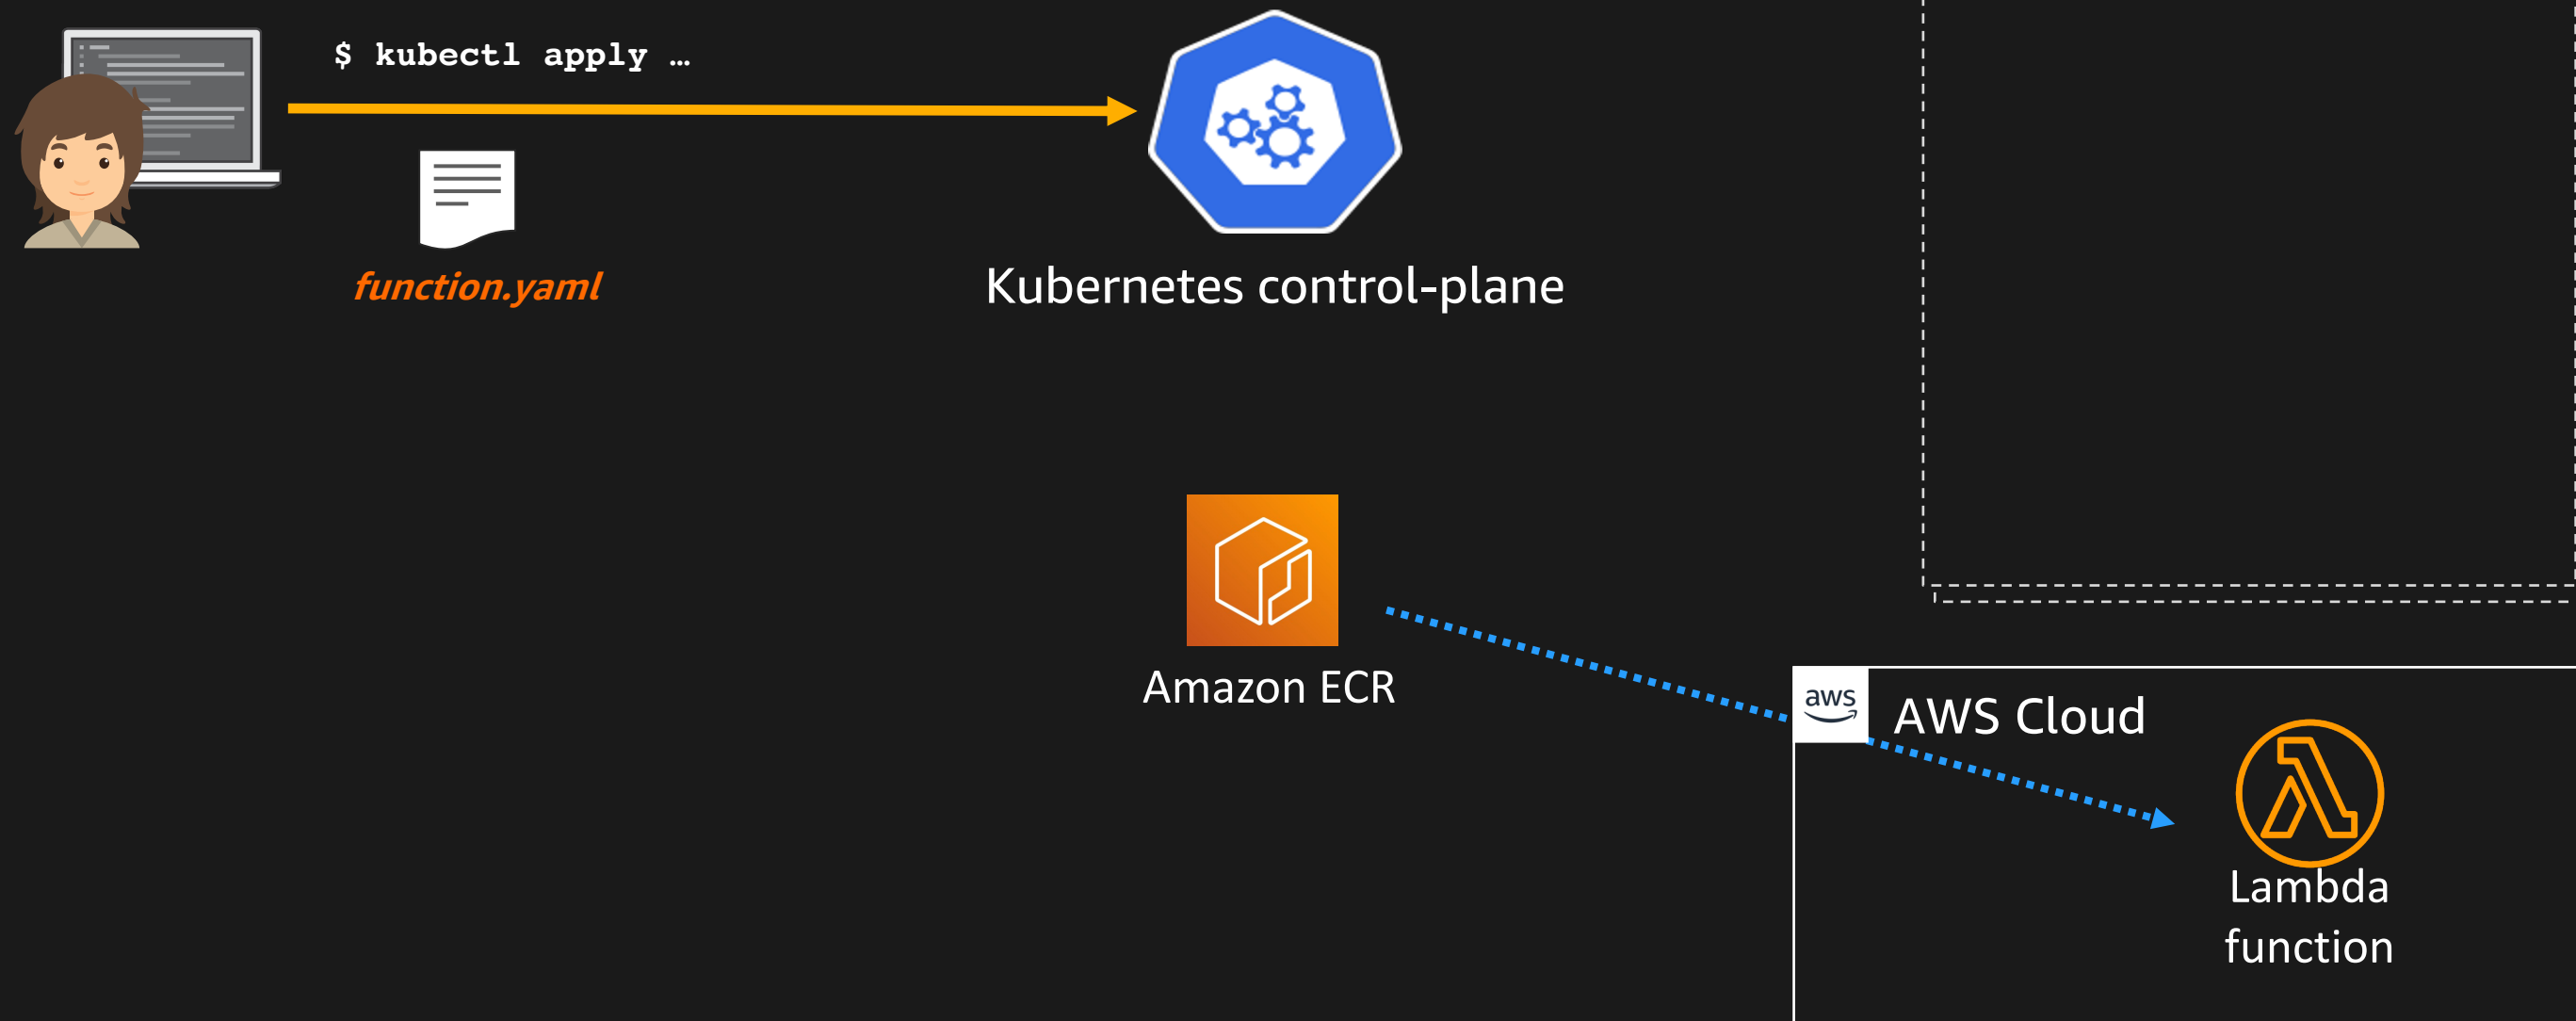 $ kubectl apply …
function.yaml
Kubernetes control-plane
Amazon ECR
aws
AWS Cloud
Lambda
function